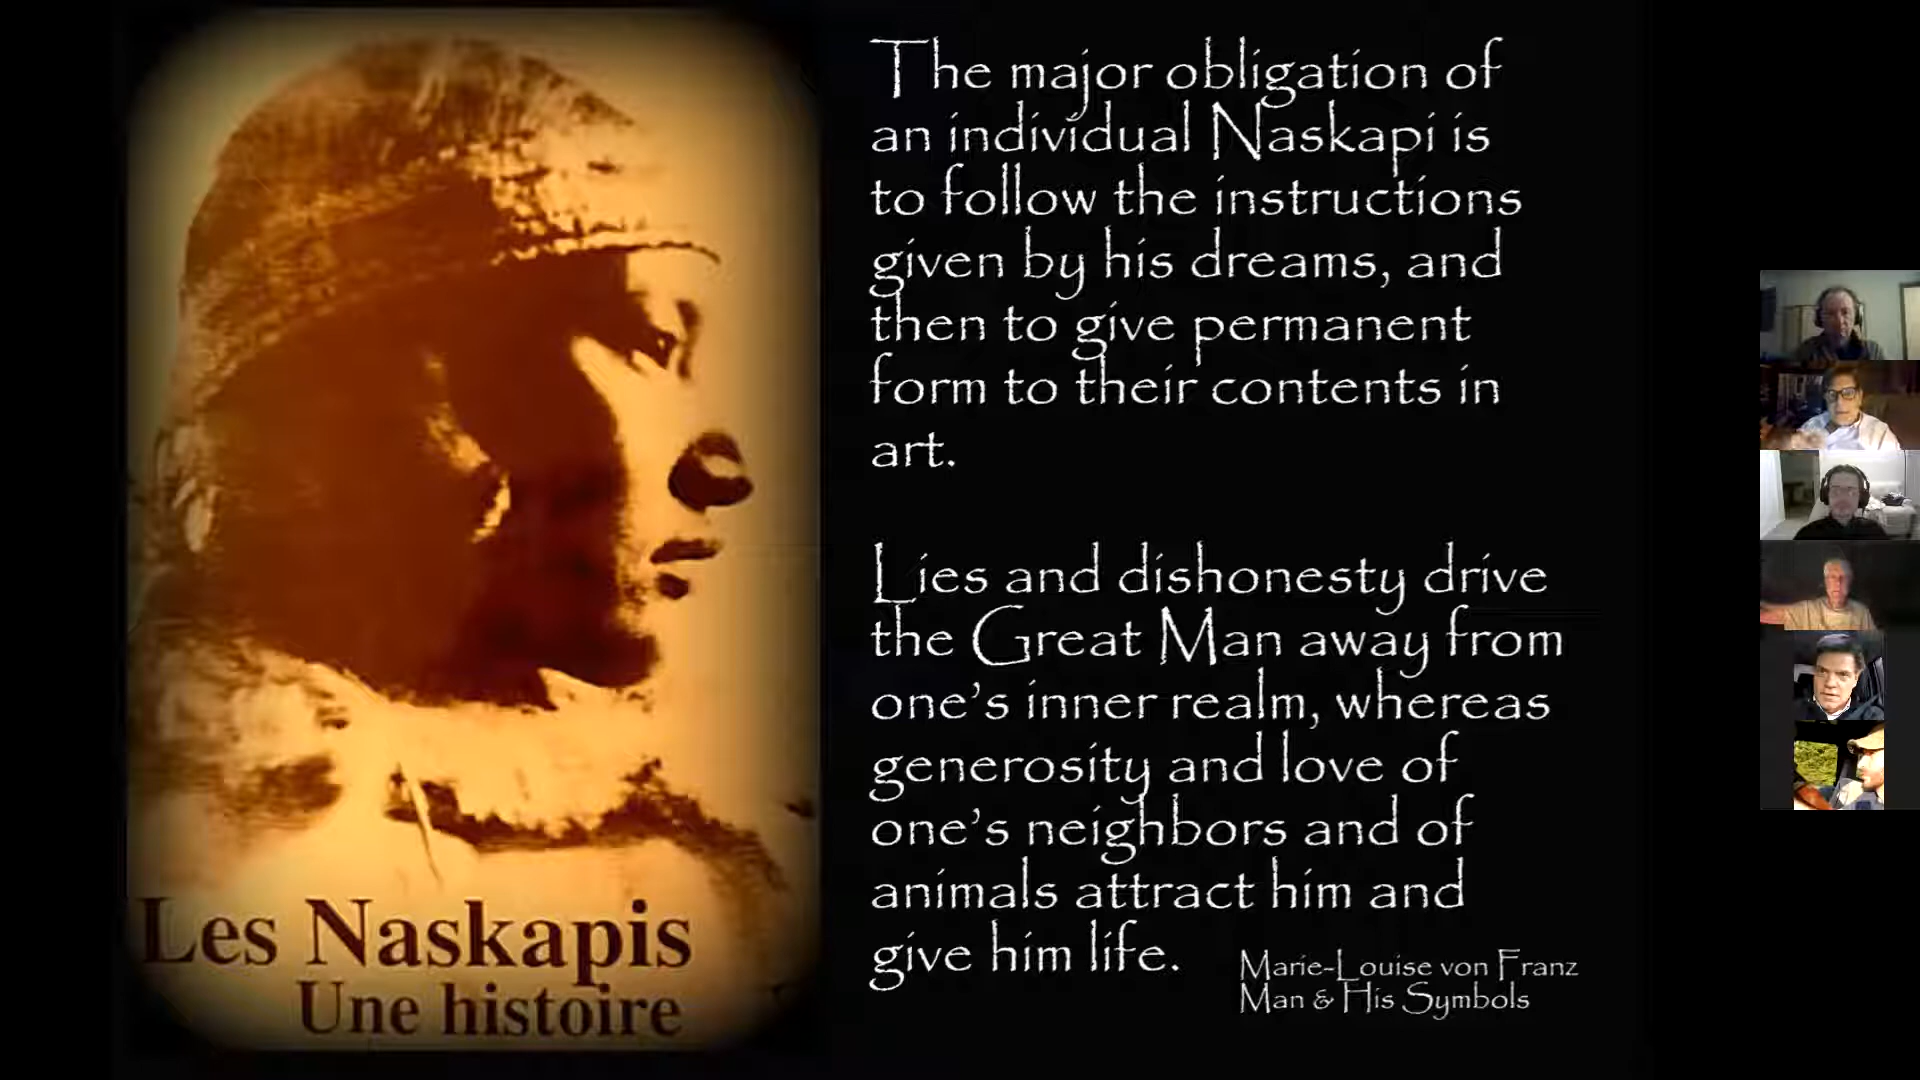 The major obligation of
an individual Naskapi is
to follow the instructions
given by his dreams, and
then to give permanent
form to their contents in
art.
Lies and dishonesty drive
the Great Man away from
one's inner realm, whereas
generosity and love of
one's neighbors and of
animals attract him and
give him life.
Marie-Louise von Franz
Man & His Symbols
Les Naskapis
Une histoire